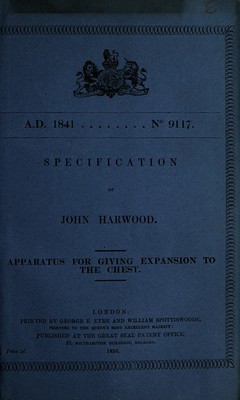 A.D. 1841 . . . . . . . . Nº 9117.
SPECIFICATION
OF
JOHN HARWOOD.
APPARATUS FOR GIVING EXPANSION TO
THE CHEST.
LONDON:
PRINTED BY GEORGE E. EYRE AND WILLIAM SPOTTISWOODE,
PRINTERS TO THE QUEEN'S MOST EXCELLENT MAJESTY:
PUBLISHED AT THE GREAT SEAL PATENT OFFICE,
25, SOUTHAMPTON BUILDINGS, HOLBORN.
Price